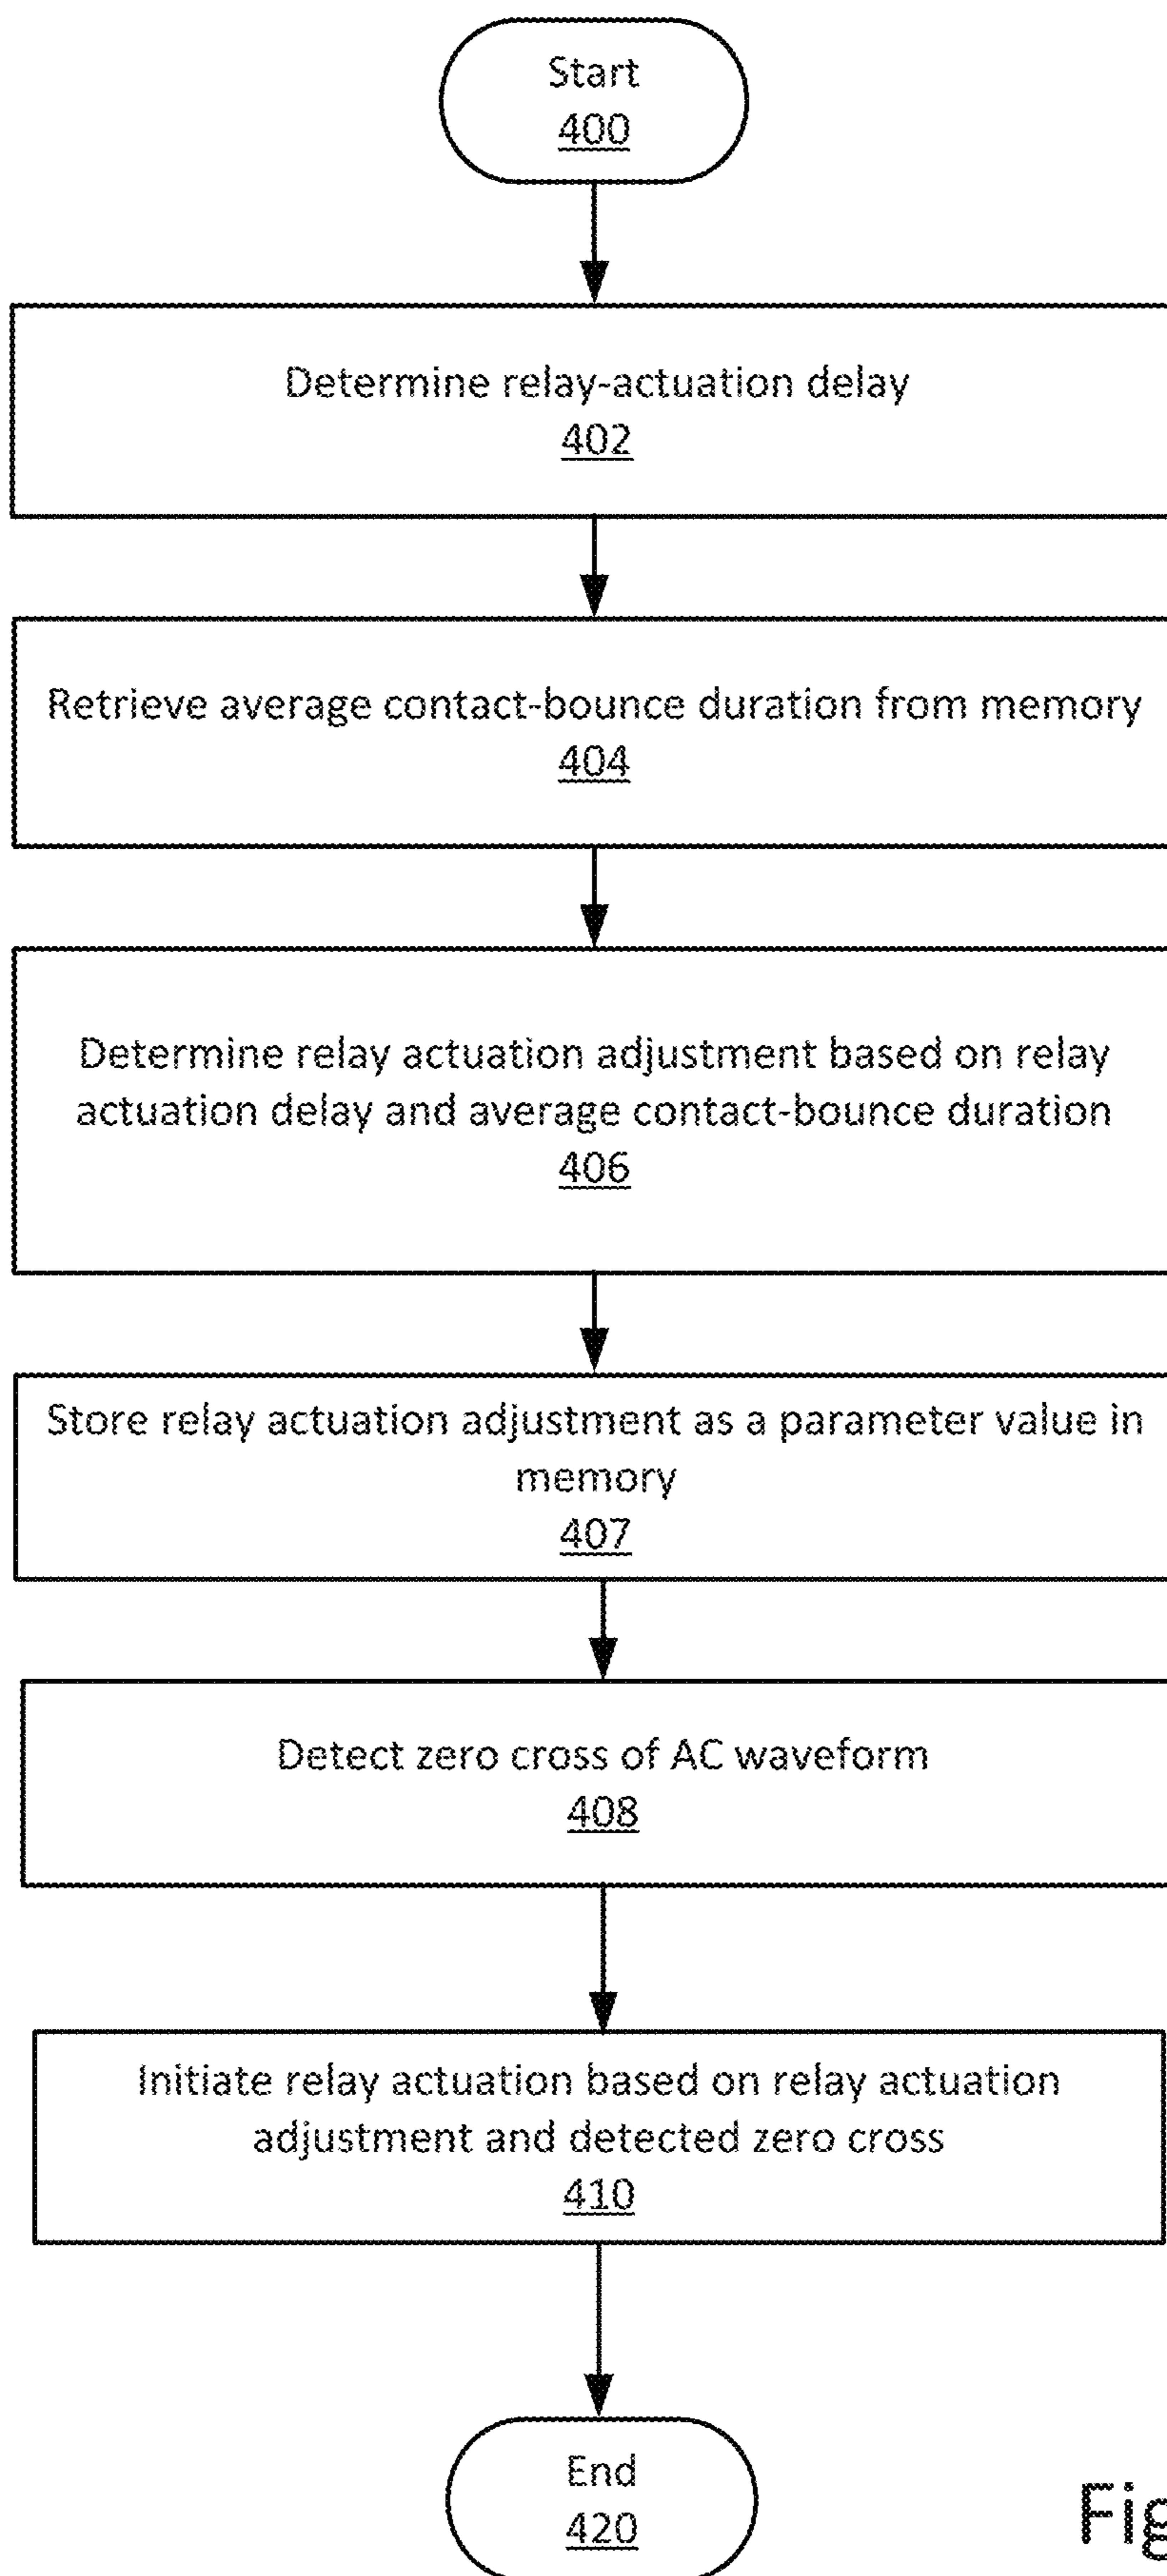 Start
400
Determine relay-actuation delay
402
Retrieve average contact-bounce duration from memory
404
Determine relay actuation adjustment based on relay
actuation delay and average contact-bounce duration
406
Store relay actuation adjustment as a parameter value in
memory
407
Detect zero cross of AC waveform
408
Initiate relay actuation based on relay actuation
adjustment and detected zero cross
410
End
420
Fig